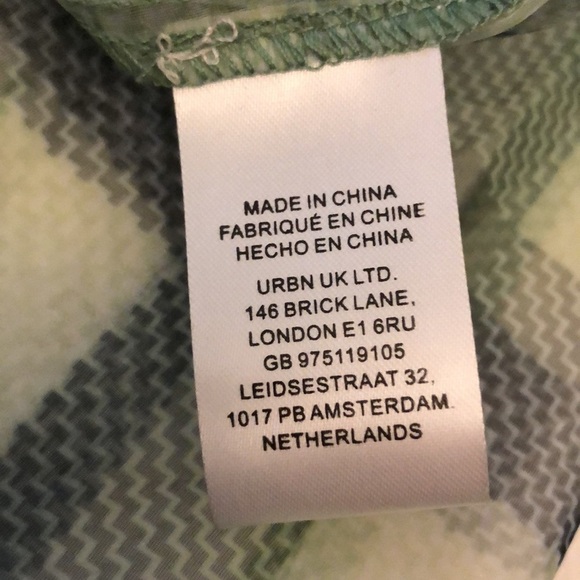 MADE IN CHINA
FABRIQUÉ EN CHINE
HECHO EN CHINA
URBN UK LTD.
146 BRICK LANE,
LONDON E1 6RU
GB 975119105
LEIDSESTRAAT 32,
1017 PB AMSTERDAM.
NETHERLANDS